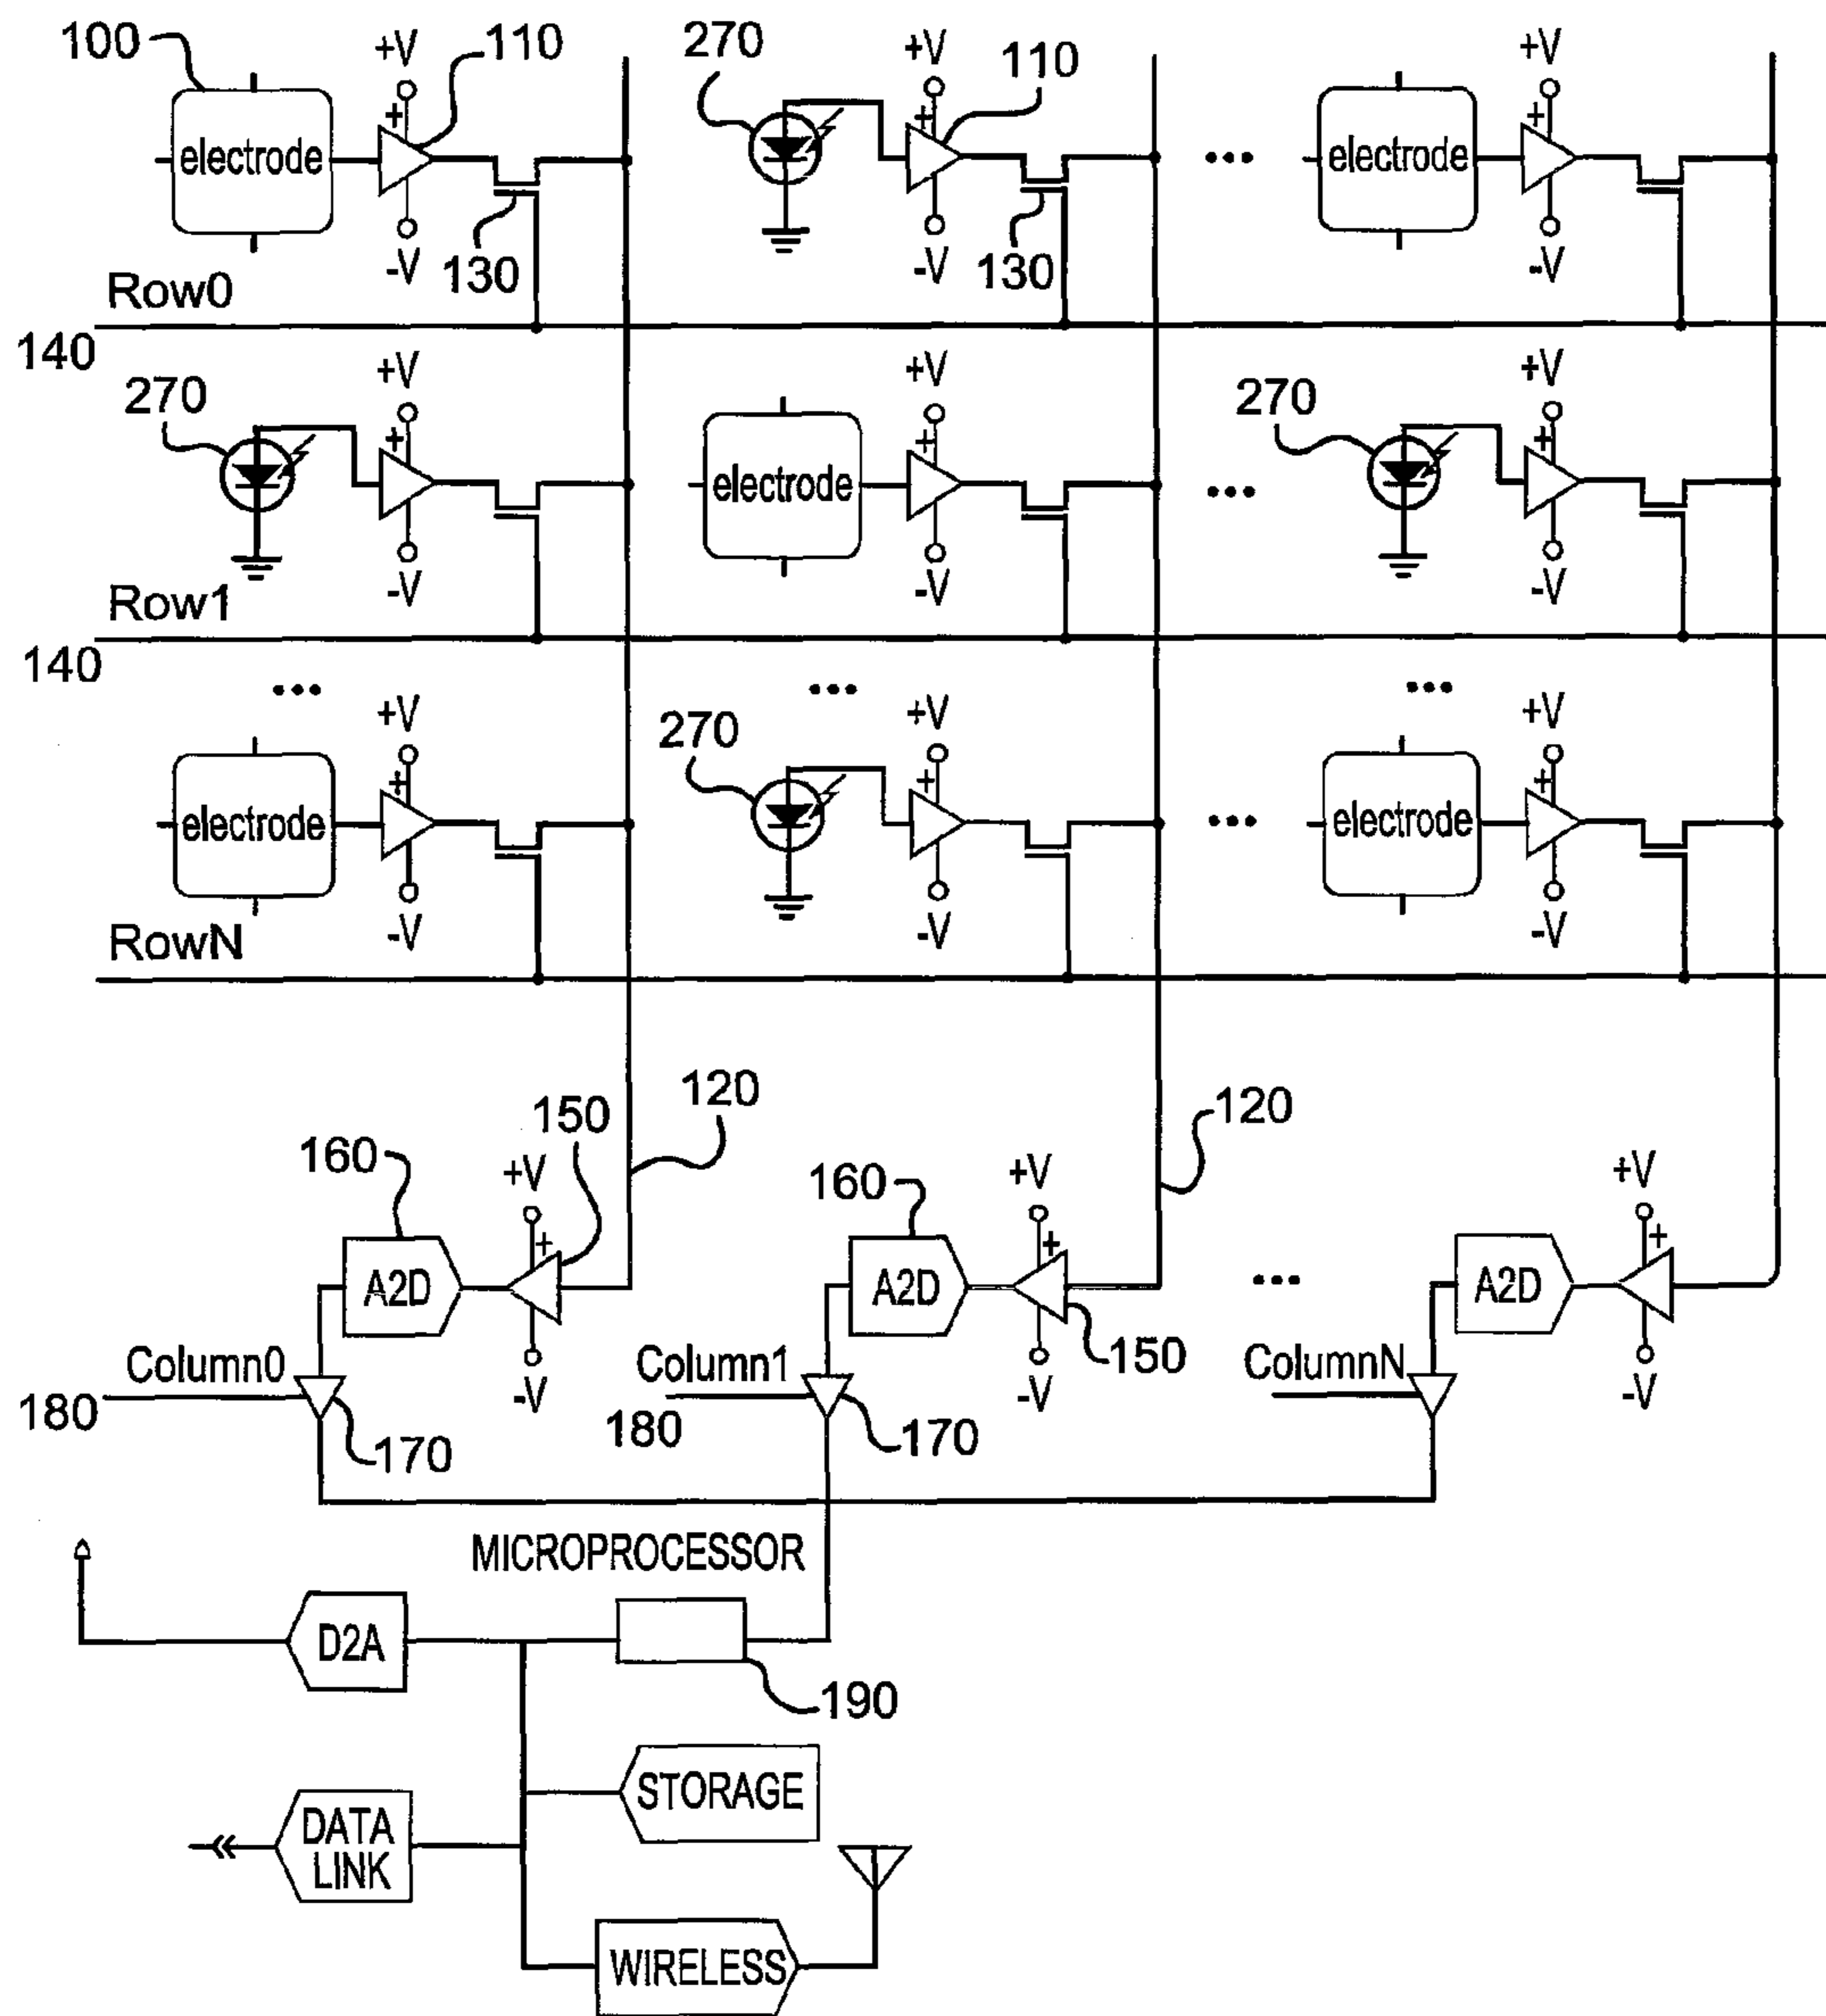 100 +V 110 270 +V 110 +V
electrode electrode
-V 130 -V 130 -V
Row0
140
270 +V +V 270 +V
electrode
-V -V -V
Row1
140
... ... ...
+V 270 +V +V
electrode electrode
-V -V -V
RowN
120
150 120
160 +V 160 +V +V
A2D A2D ... A2D
Column0 Column1 150 ColumnN
-V -V -V
180 170 180 170
MICROPROCESSOR
D2A
190
STORAGE
DATA
LINK
WIRELESS